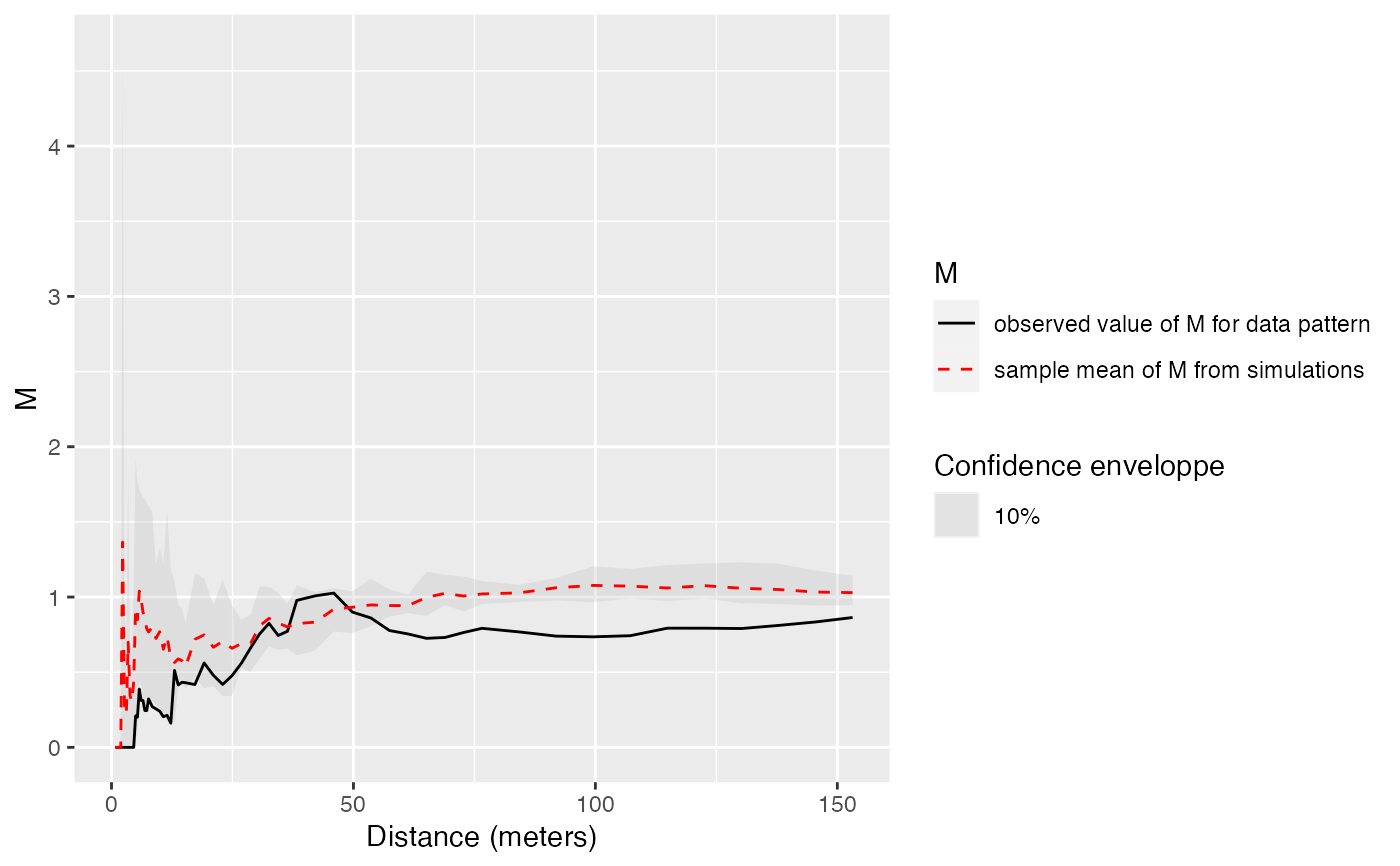 M
4
3
2
1
0
0
50
100
150
Distance (meters)
M
observed value of M for data pattern
sample mean of M from simulations
Confidence enveloppe
10%